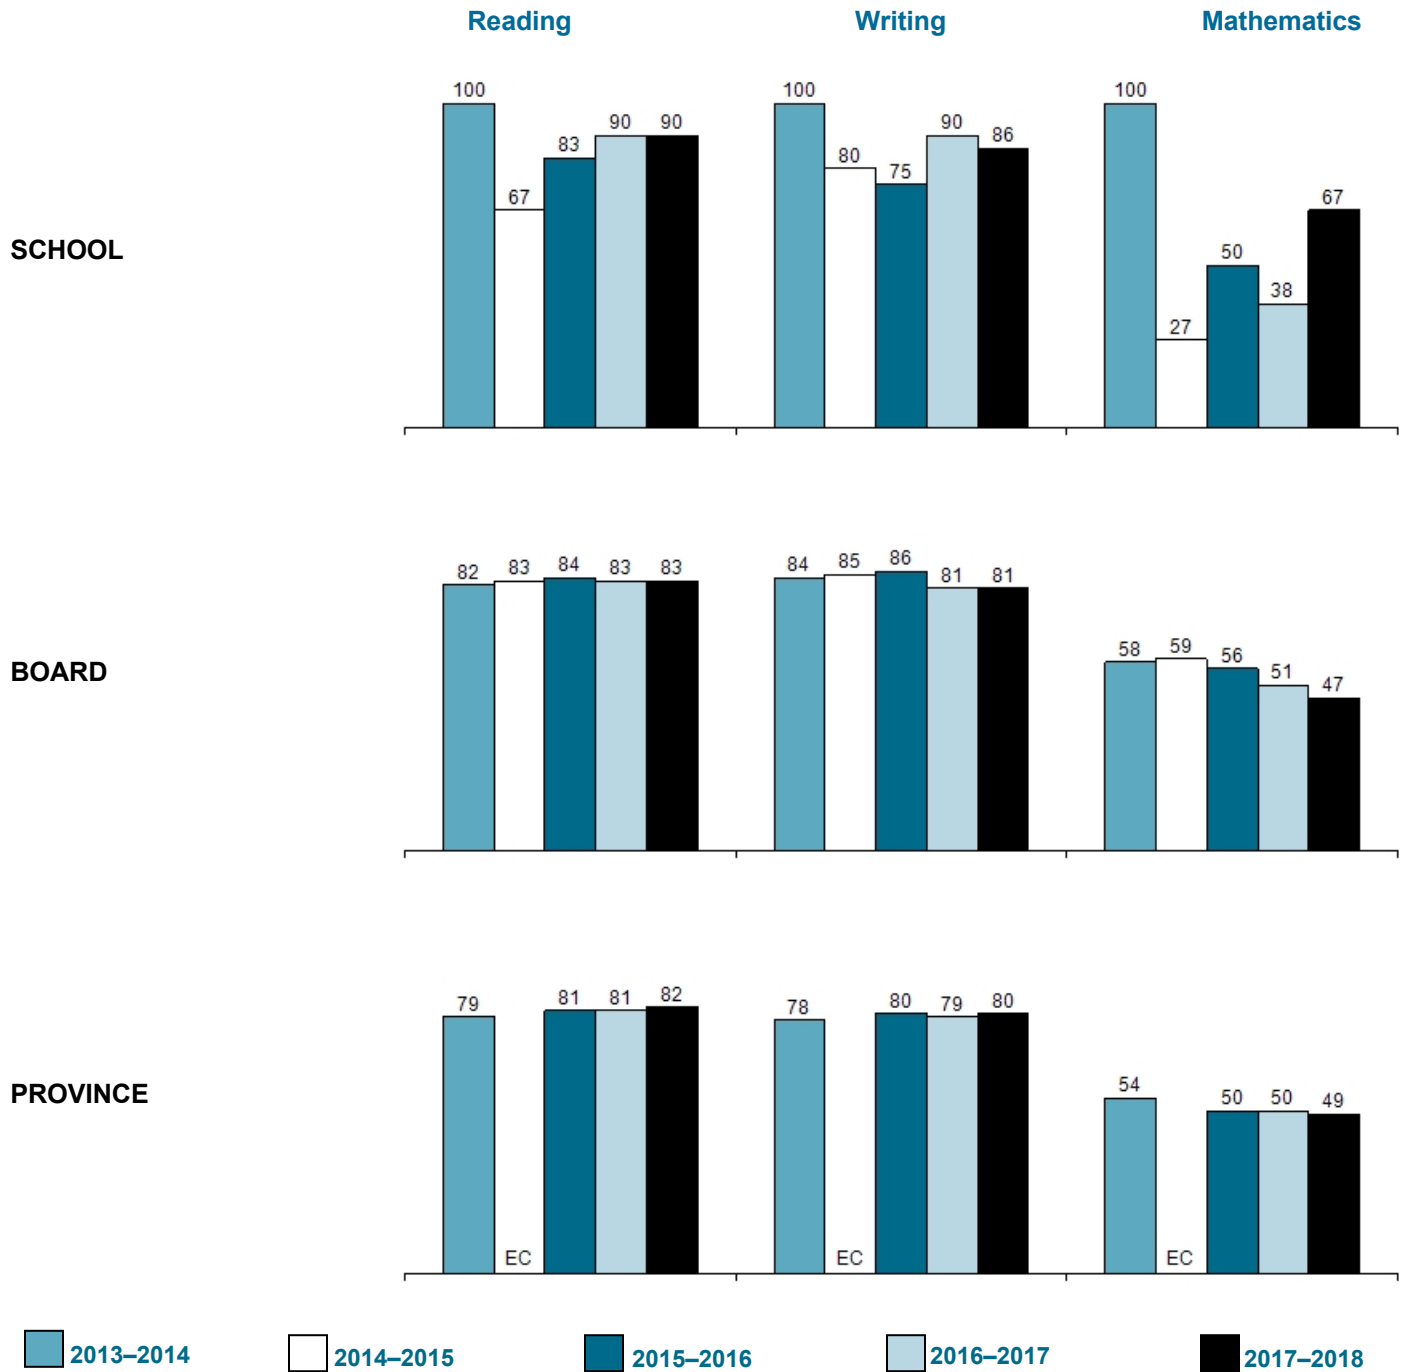 Reading Writing Mathematics
SCHOOL
100 67 83 90 90
100 80 75 90 86
100 27 50 38 67
BOARD
82 83 84 83 83
84 85 86 81 81
58 59 56 51 47
PROVINCE
79 EC 81 81 82
78 EC 80 79 80
54 EC 50 50 49
2013–2014 2014–2015 2015–2016 2016–2017 2017–2018